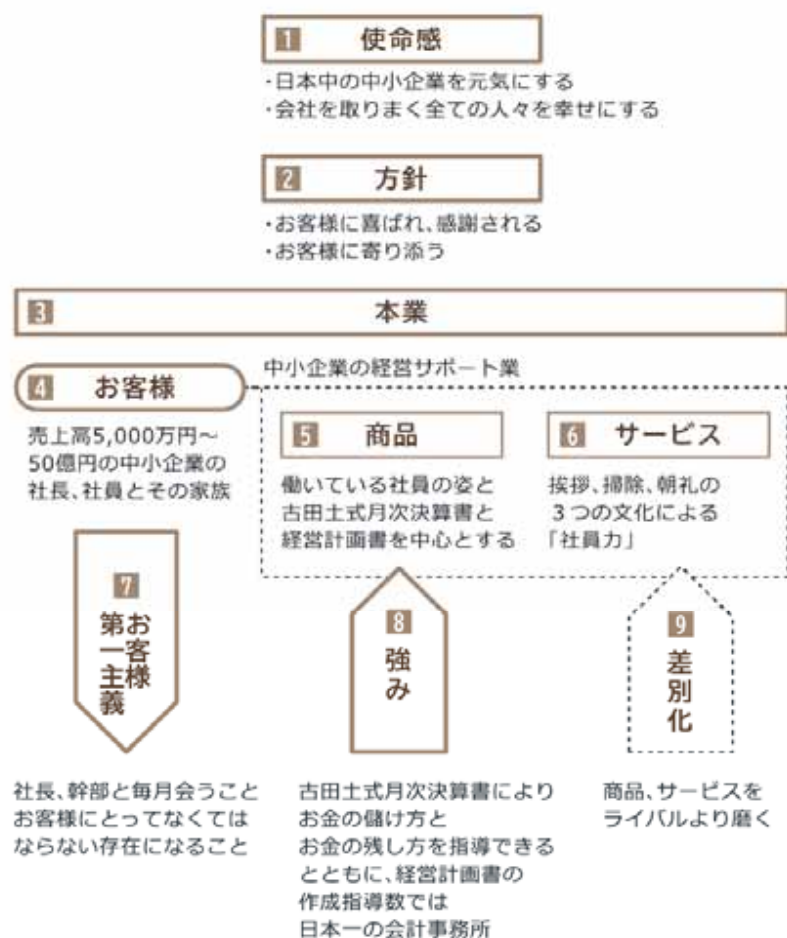 1 使命感
・日本中の中小企業を元気にする
・会社を取りまく全ての人々を幸せにする
2 方針
・お客様に喜ばれ、感謝される
・お客様に寄り添う
3 本業
4 お客様
売上高5,000万円〜
50億円の中小企業の
社長、社員とその家族
中小企業の経営サポート業
5 商品
働いている社員の姿と
古田土式月次決算書と
経営計画書を中心とする
6 サービス
挨拶、掃除、朝礼の
3つの文化による
「社員力」
7
お客様
第一主義
社長、幹部と毎月会うこと
お客様にとってなくては
ならない存在になること
8
強み
古田土式月次決算書により
お金の儲け方と
お金の残し方を指導できる
とともに、経営計画書の
作成指導数では
日本一の会計事務所
9
差別化
商品、サービスを
ライバルより磨く